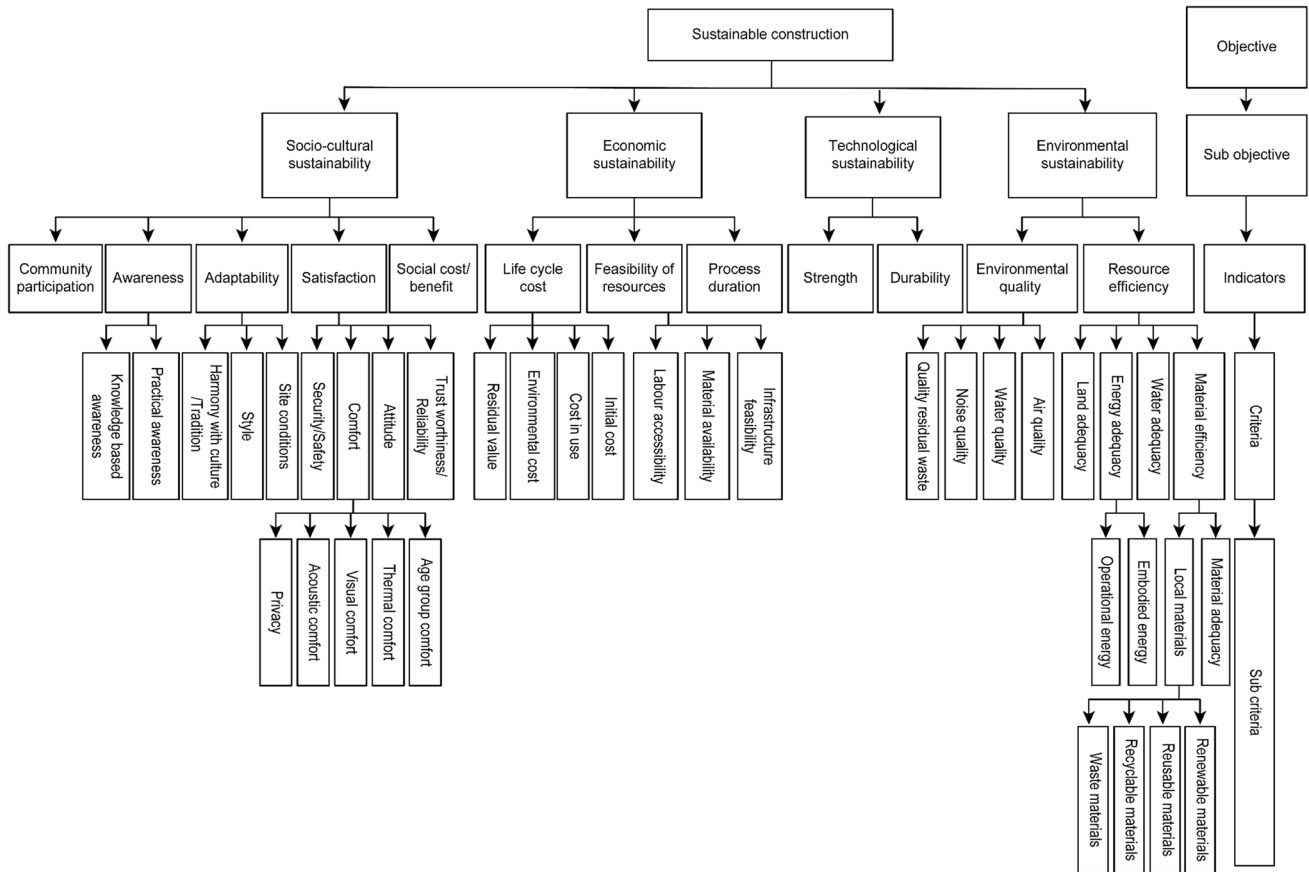 Sustainable construction
Objective
Socio-cultural
sustainability
Economic
sustainability
Technological
sustainability
Environmental
sustainability
Sub objective
Community
participation
Awareness
Adaptability
Satisfaction
Social cost/
benefit
Life cycle
cost
Feasibility of
resources
Process
duration
Strength
Durability
Environmental
quality
Resource
efficiency
Indicators
Knowledge based
awareness
Practical awareness
Harmony with culture
/Tradition
Style
Site conditions
Security/Safety
Comfort
Attitude
Trust worthiness/
Reliability
Residual value
Environmental cost
Cost in use
Initial cost
Labour accessibility
Material availability
Infrastructure
feasibility
Quality residual waste
Noise quality
Water quality
Air quality
Land adequacy
Energy adequacy
Water adequacy
Material efficiency
Criteria
Privacy
Acoustic comfort
Visual comfort
Thermal comfort
Age group comfort
Operational energy
Embodied energy
Local materials
Material adequacy
Sub criteria
Waste materials
Recyclable materials
Reusable materials
Renewable materials